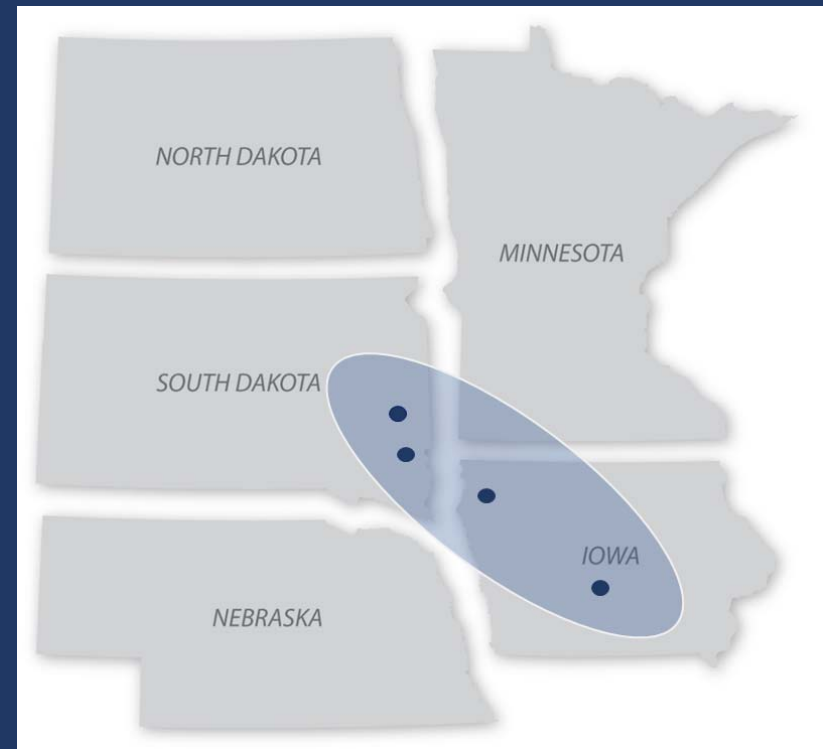 NORTH DAKOTA
MINNESOTA
SOUTH DAKOTA
IOWA
NEBRASKA